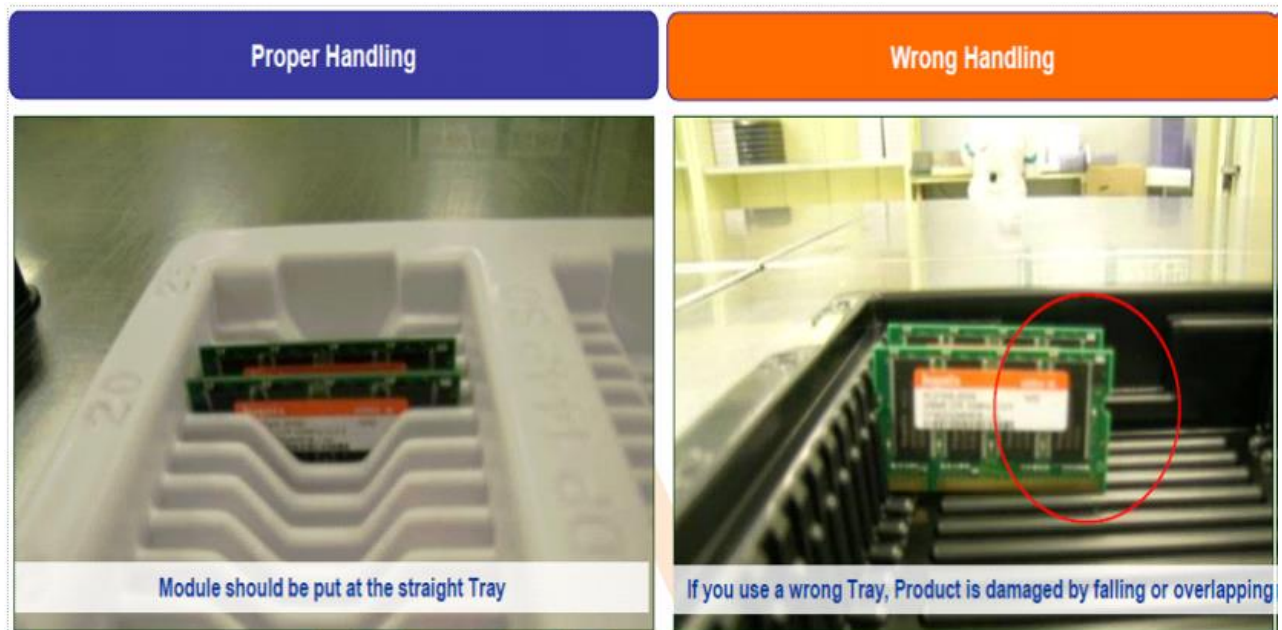 Proper Handling
Wrong Handling
20
Module should be put at the straight Tray
If you use a wrong Tray, Product is damaged by falling or overlapping